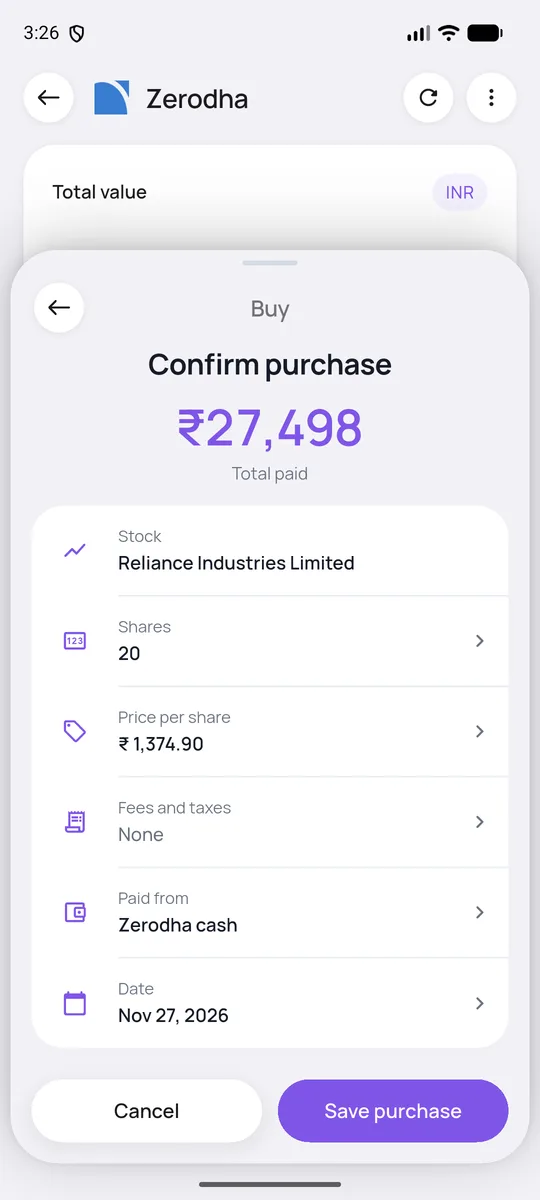 3:26
Zerodha
Total value
INR
Buy
Confirm purchase
₹27,498
Total paid
Stock
Reliance Industries Limited
123
Shares
20
Price per share
₹ 1,374.90
Fees and taxes
None
Paid from
Zerodha cash
Date
Nov 27, 2026
Cancel
Save purchase